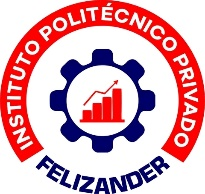 INSTITUTO POLITÉCNICO PRIVADO
FELIZANDER